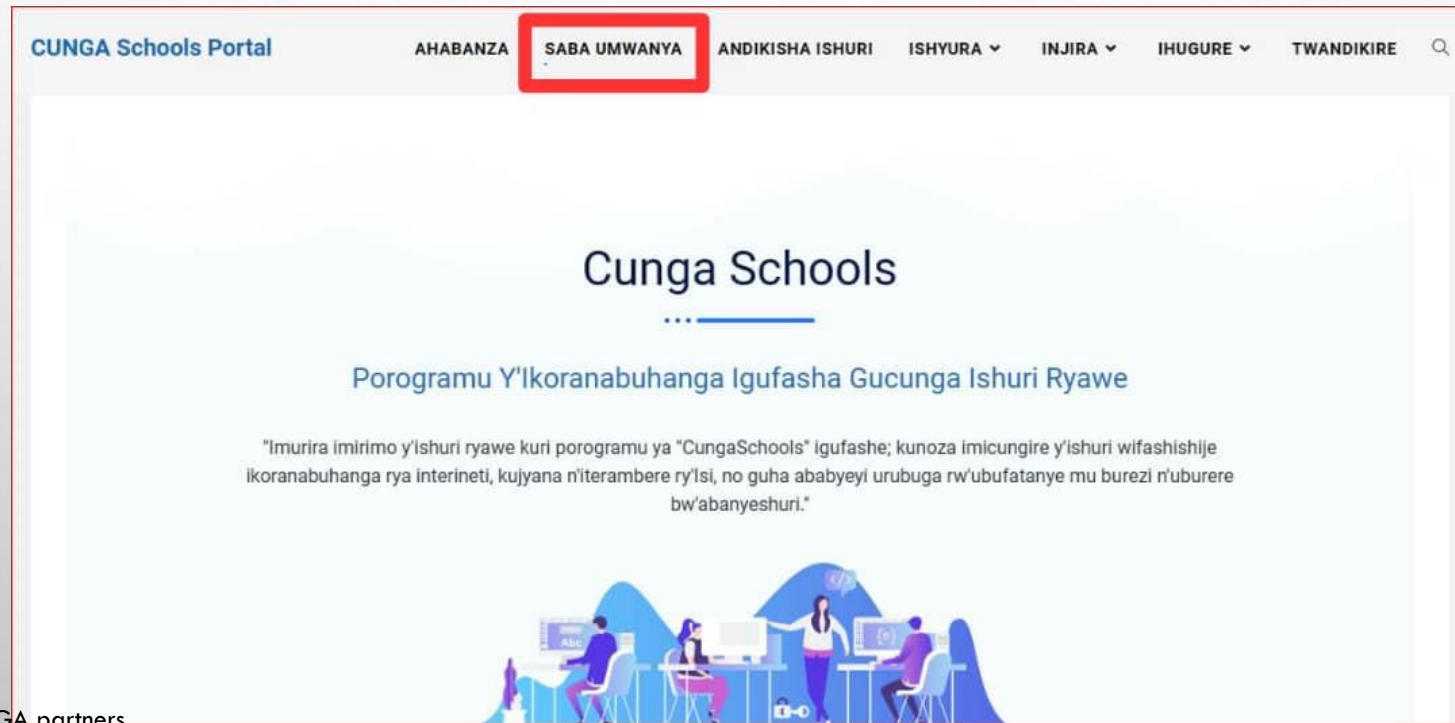 CUNGA Schools Portal AHABANZA SABA UMWANYA ANDIKISHA ISHURI ISHYURA INJIRA IHUGURE TWANDIKIRE
Cunga Schools
Porogramu Y'Ikoranabuhanga Igufasha Gucunga Ishuri Ryawe
"Imurira imirimo y'ishuri ryawe kuri porogramu ya "CungaSchools" igufashe; kunoza imicungire y'ishuri wifashishije
ikoranabuhanga rya interineti, kujyana n'iterambere ry'Isi, no guha ababyeyi urubuga rw'ubufatanye mu burezi n'uburere
bw'abanyeshuri."
</>
Abc
GA partners